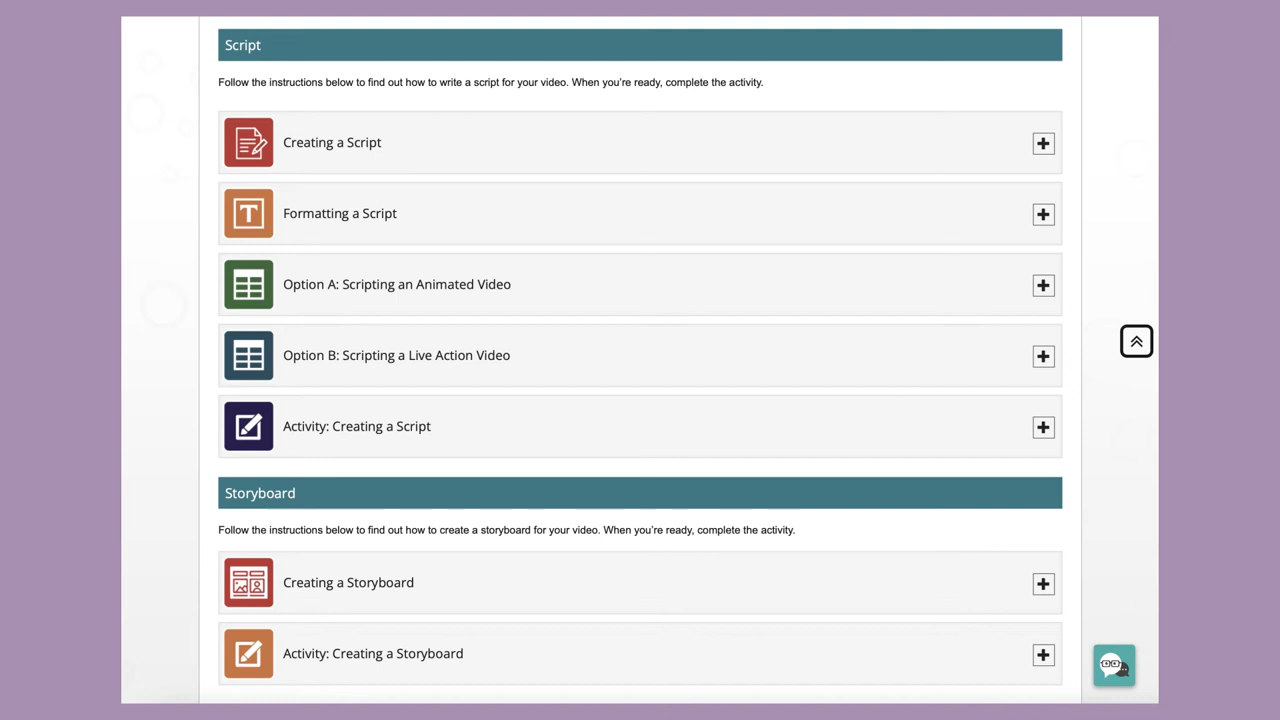 Script
Follow the instructions below to find out how to write a script for your video. When you're ready, complete the activity.
Creating a Script
Formatting a Script
Option A: Scripting an Animated Video
Option B: Scripting a Live Action Video
Activity: Creating a Script
Storyboard
Follow the instructions below to find out how to create a storyboard for your video. When you're ready, complete the activity.
Creating a Storyboard
Activity: Creating a Storyboard